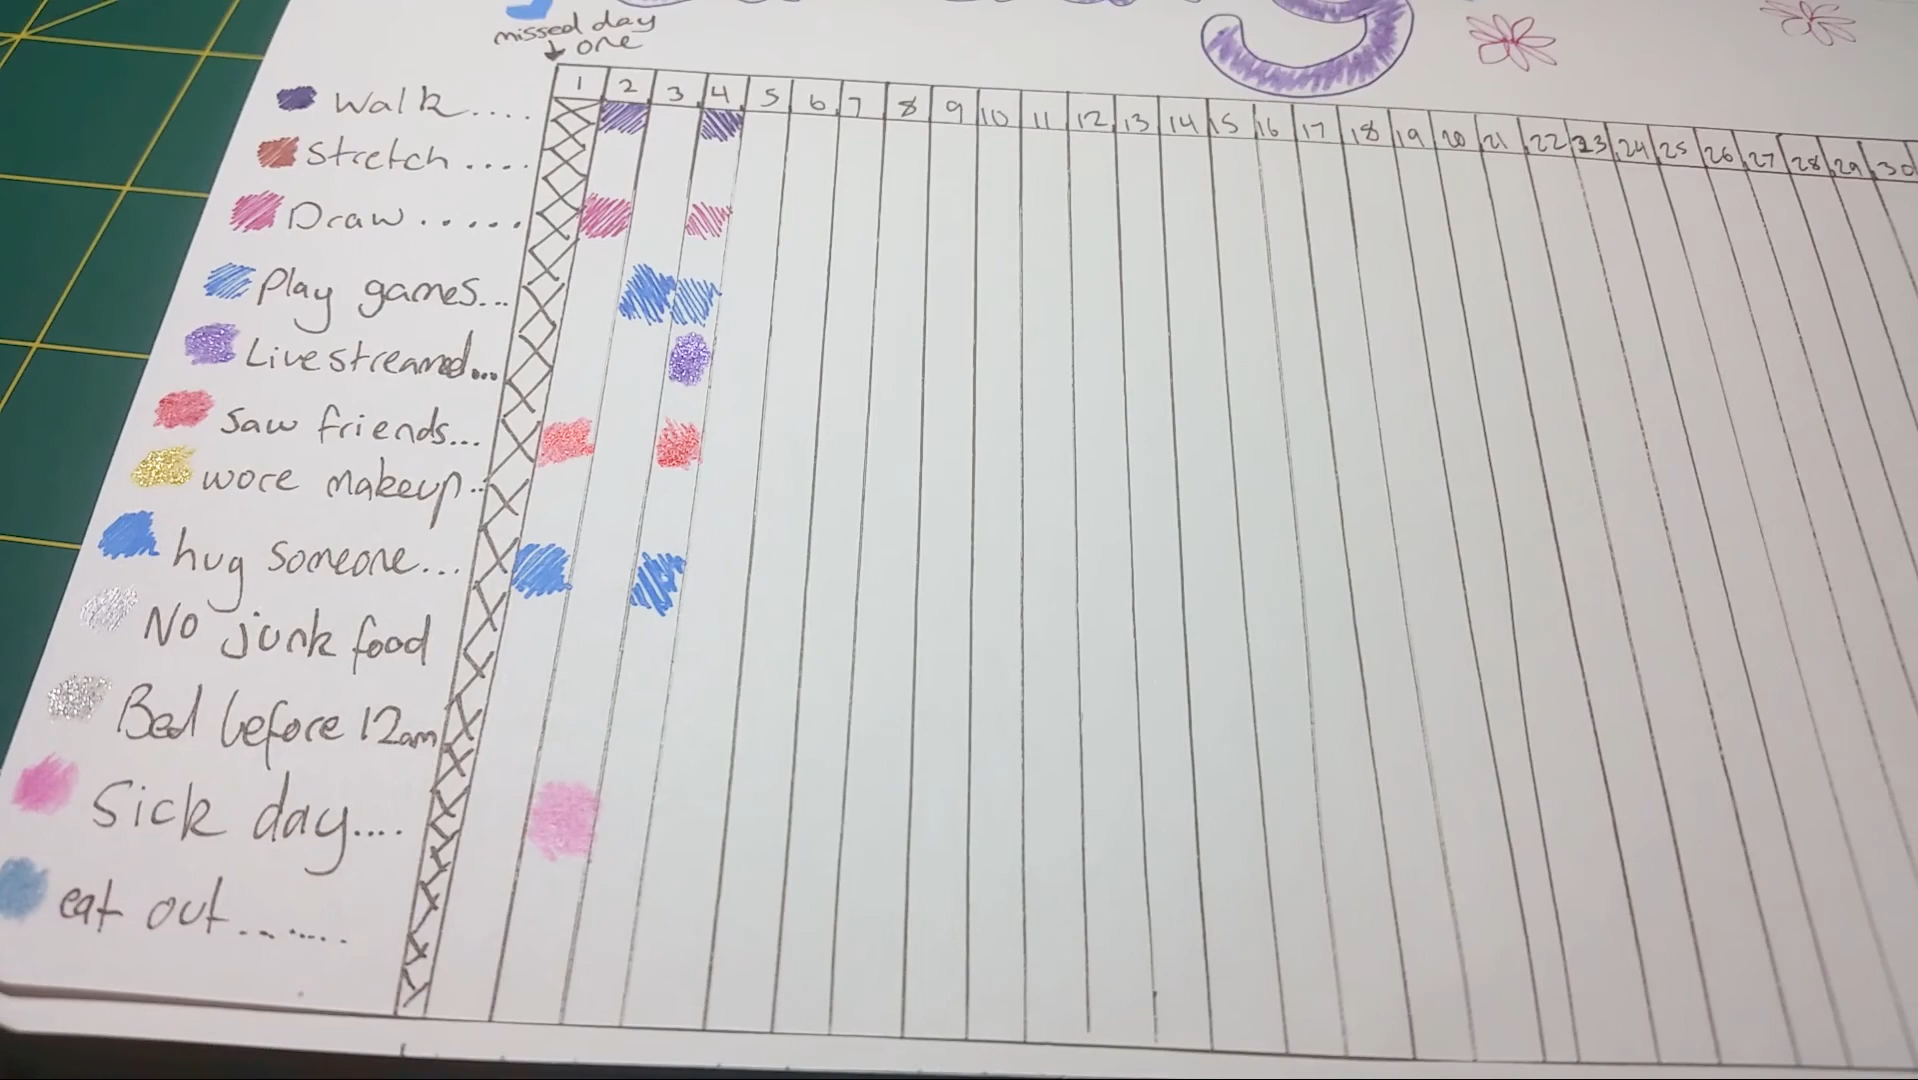 missed day
one
1 2 3 4 5 6 7 8 9 10 11 12 13 14 15 16 17 18 19 20 21 22 23 24 25 26 27 28 29 30
Walk....
Stretch....
Draw.....
Play games...
Livestreamed...
Saw friends...
wore makeup..
hug someone...
No junk food
Bed before 12am
Sick day....
eat out.......